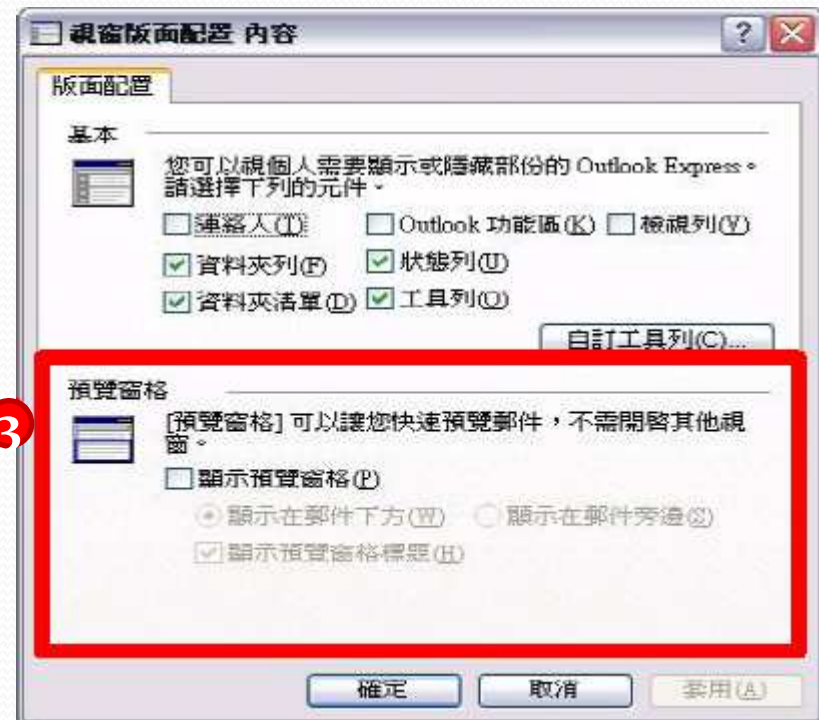 視窗版面配置 內容
版面配置
基本
您可以視個人需要顯示或隱藏部份的 Outlook Express。
請選擇下列的元件。
連絡人(T) Outlook 功能區(K) 檢視列(V)
資料夾列(F) 狀態列(U)
資料夾清單(D) 工具列(O)
自訂工具列(C)...
3
預覽窗格
[預覽窗格] 可以讓您快速預覽郵件，不需開啓其他視
窗。
顯示預覽窗格(P)
顯示在郵件下方(W) 顯示在郵件旁邊(S)
顯示預覽窗格標題(H)
確定 取消 套用(A)